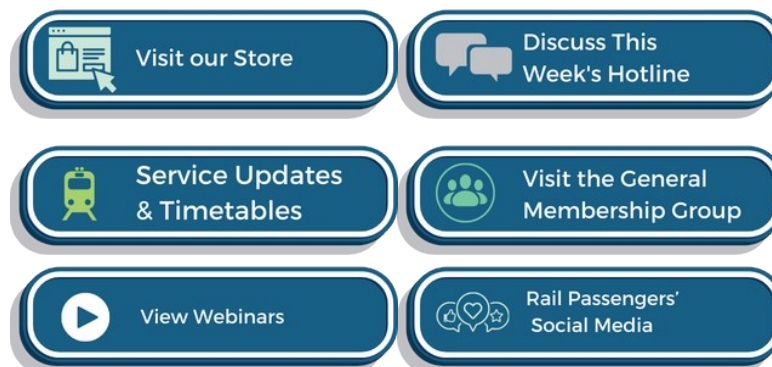 Visit our Store
Discuss This
Week's Hotline
Service Updates
& Timetables
Visit the General
Membership Group
View Webinars
Rail Passengers’
Social Media